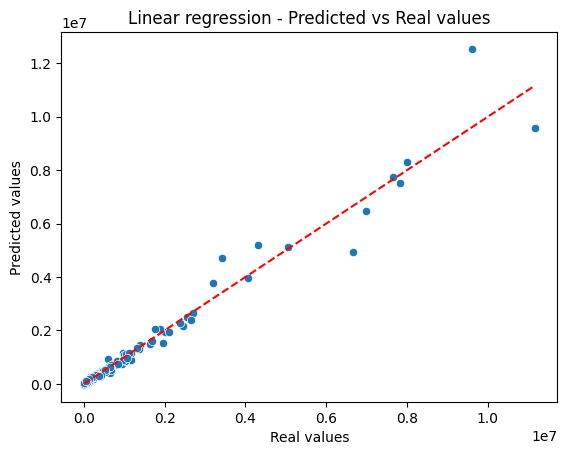 Linear regression - Predicted vs Real values
1e7
1.2
1.0
0.8
0.6
0.4
0.2
0.0
Predicted values
0.0 0.2 0.4 0.6 0.8 1.0
Real values
1e7